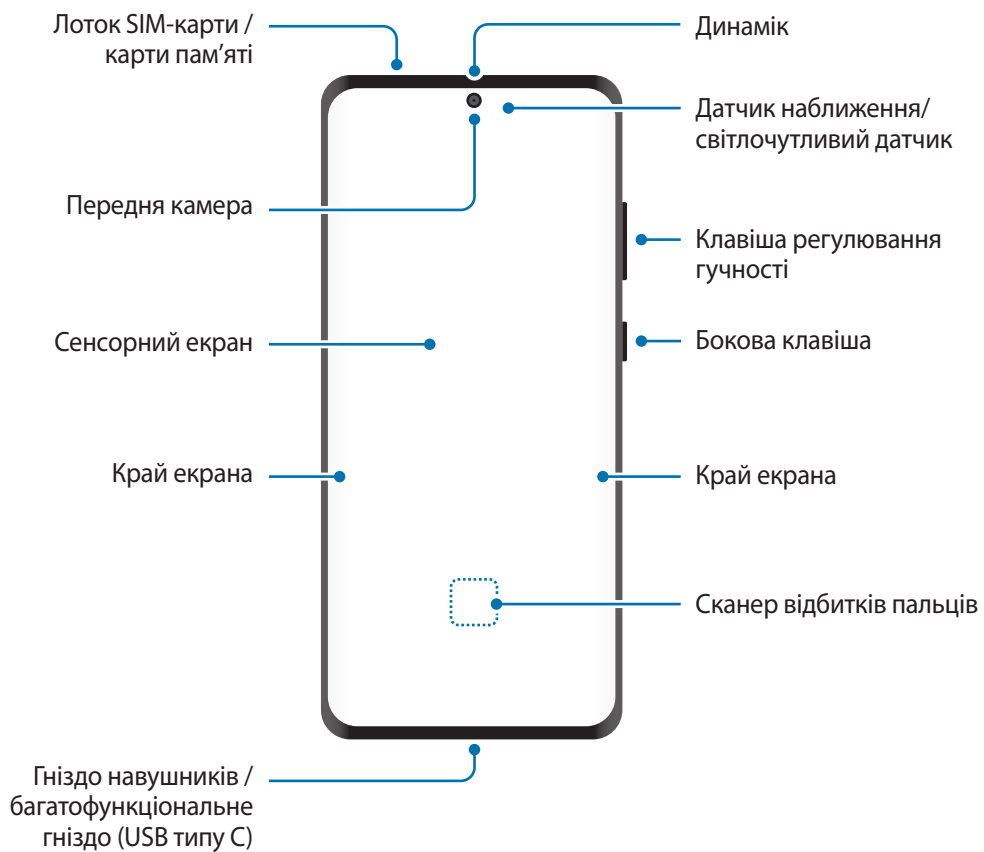 Лоток SIM-карти /
карти пам’яті
Динамік
Датчик наближення/
світлочутливий датчик
Передня камера
Клавіша регулювання
гучності
Сенсорний екран
Бокова клавіша
Край екрана
Край екрана
Сканер відбитків пальців
Гніздо навушників /
багатофункціональне
гніздо (USB типу C)